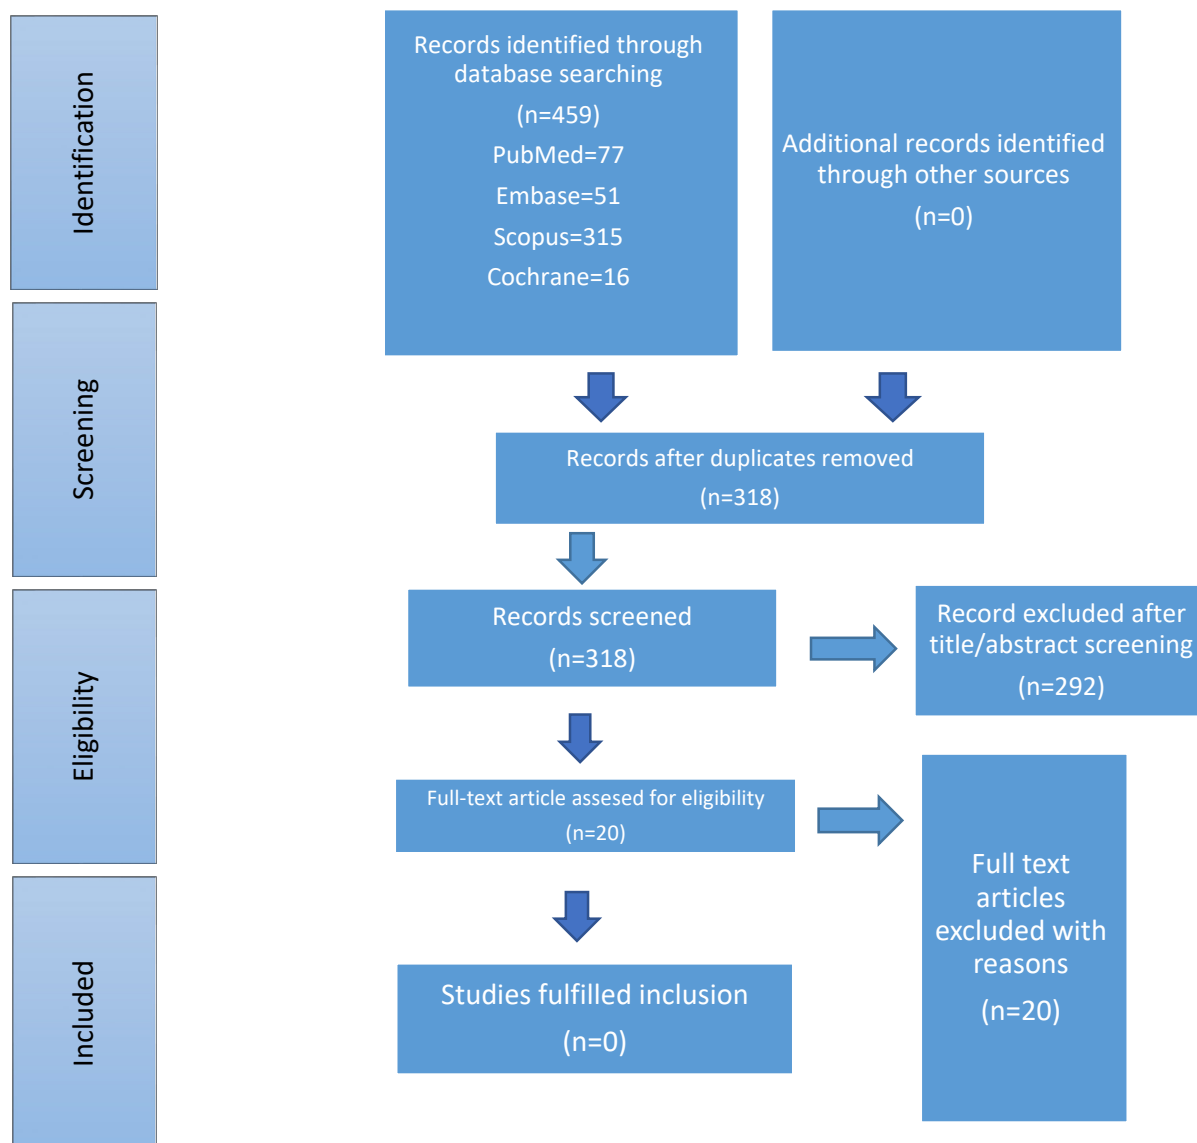 Identification
Records identified through
database searching
(n=459)
PubMed=77
Embase=51
Scopus=315
Cochrane=16
Additional records identified
through other sources
(n=0)
Screening
Records after duplicates removed
(n=318)
Records screened
(n=318)
Record excluded after
title/abstract screening
(n=292)
Eligibility
Full-text article assesed for eligibility
(n=20)
Full text
articles
excluded with
reasons
(n=20)
Included
Studies fulfilled inclusion
(n=0)